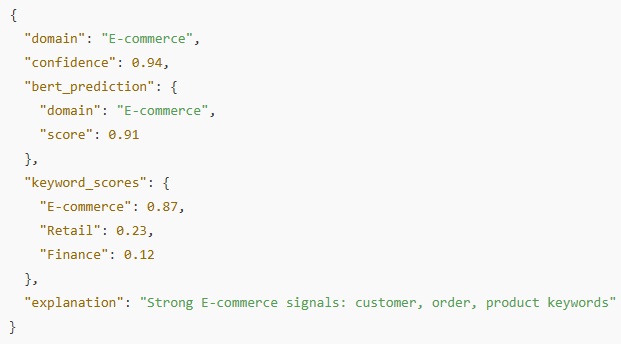 {
  "domain": "E-commerce",
  "confidence": 0.94,
  "bert_prediction": {
    "domain": "E-commerce",
    "score": 0.91
  },
  "keyword_scores": {
    "E-commerce": 0.87,
    "Retail": 0.23,
    "Finance": 0.12
  },
  "explanation": "Strong E-commerce signals: customer, order, product keywords"
}